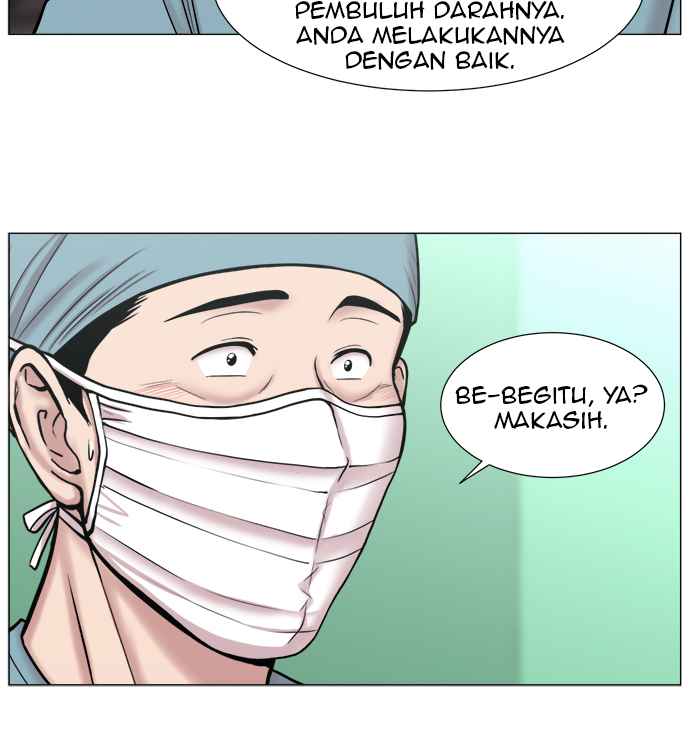 PEMBULUH DARAHNYA.
ANDA MELAKUKANNYA
DENGAN BAIK.
BE-BEGITU, YA?
MAKASIH.